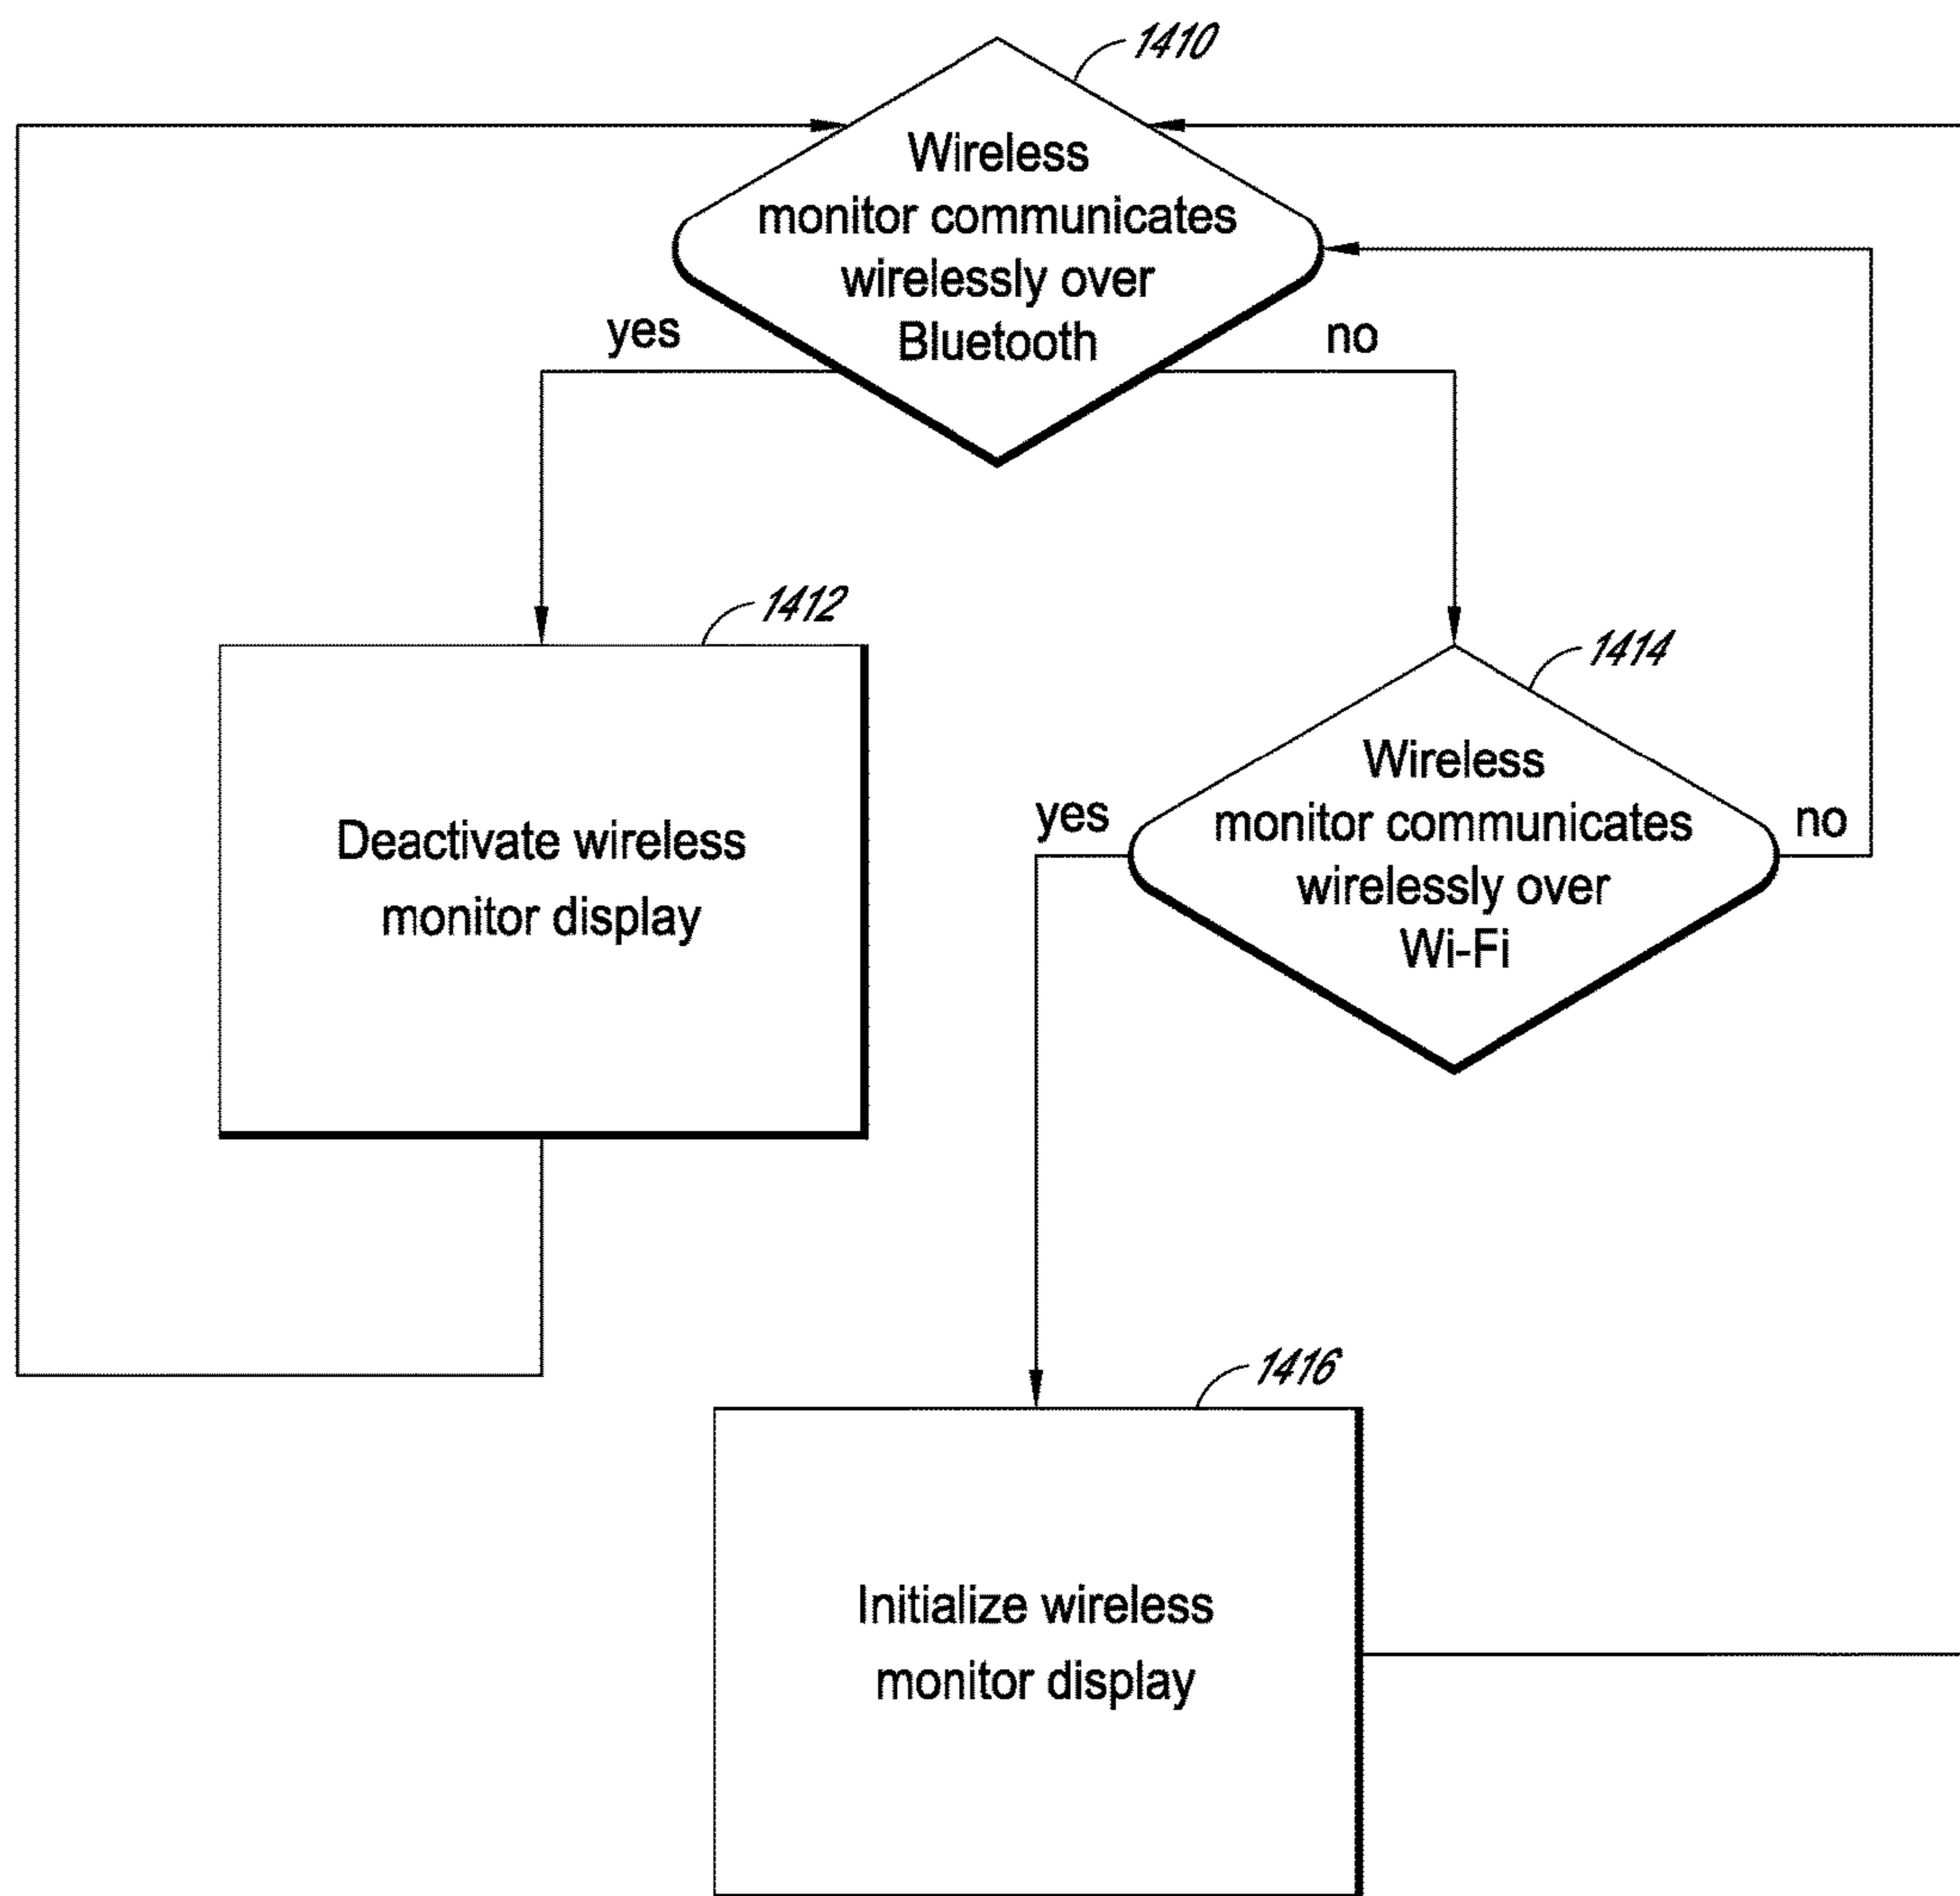 1410
Wireless
monitor communicates
wirelessly over
Bluetooth
yes
no
1412
Deactivate wireless
monitor display
1414
Wireless
monitor communicates
wirelessly over
Wi-Fi
yes
no
1416
Initialize wireless
monitor display